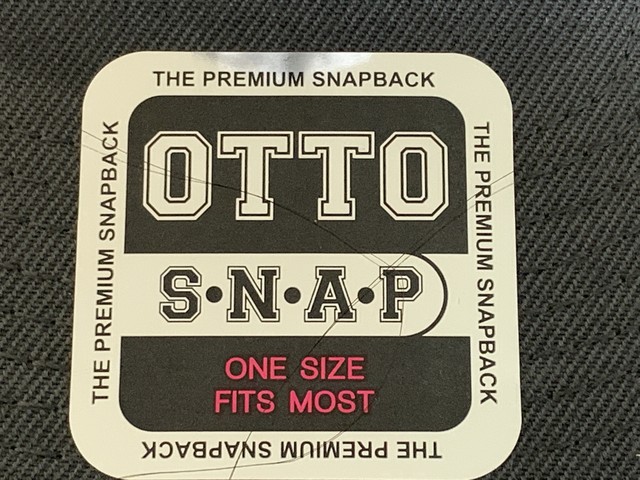 THE PREMIUM SNAPBACK
THE PREMIUM SNAPBACK
OTTO
S•N•A•P
ONE SIZE
FITS MOST
THE PREMIUM SNAPBACK
THE PREMIUM SNAPBACK